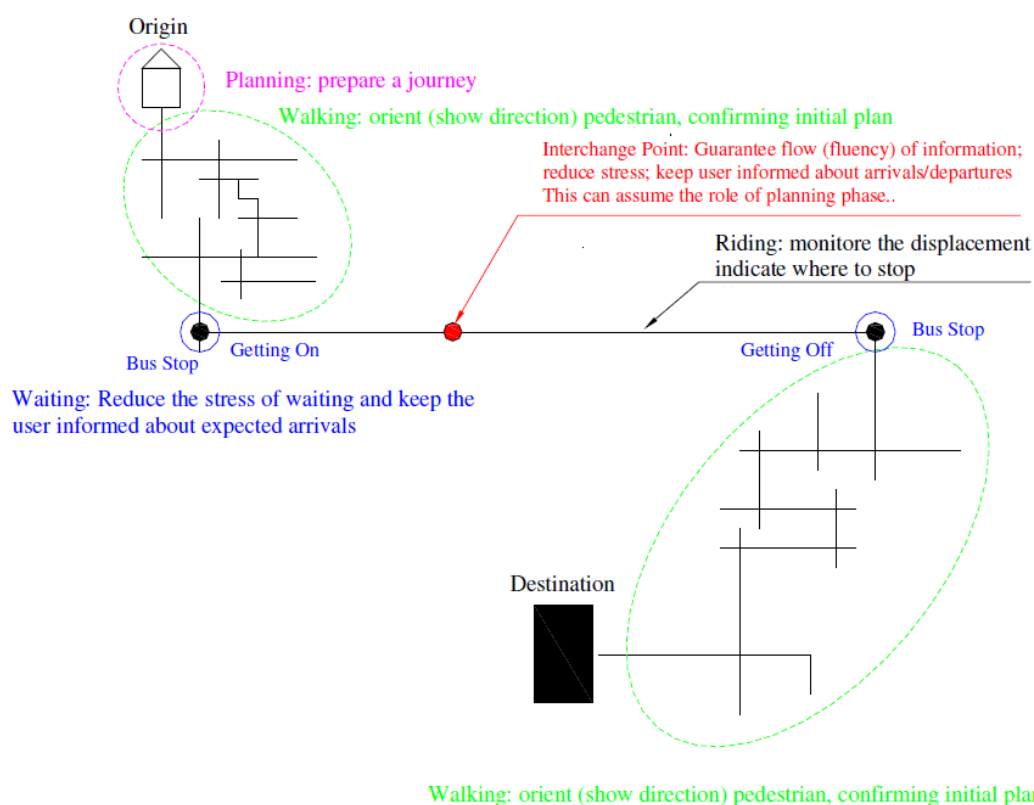 Origin
Planning: prepare a journey
Walking: orient (show direction) pedestrian, confirming initial plan
Interchange Point: Guarantee flow (fluency) of information;
reduce stress; keep user informed about arrivals/departures
This can assume the role of planning phase..
Riding: monitore the displacement
indicate where to stop
Bus Stop
Getting On
Getting Off
Bus Stop
Waiting: Reduce the stress of waiting and keep the
user informed about expected arrivals
Destination
Walking: orient (show direction) pedestrian, confirming initial plan